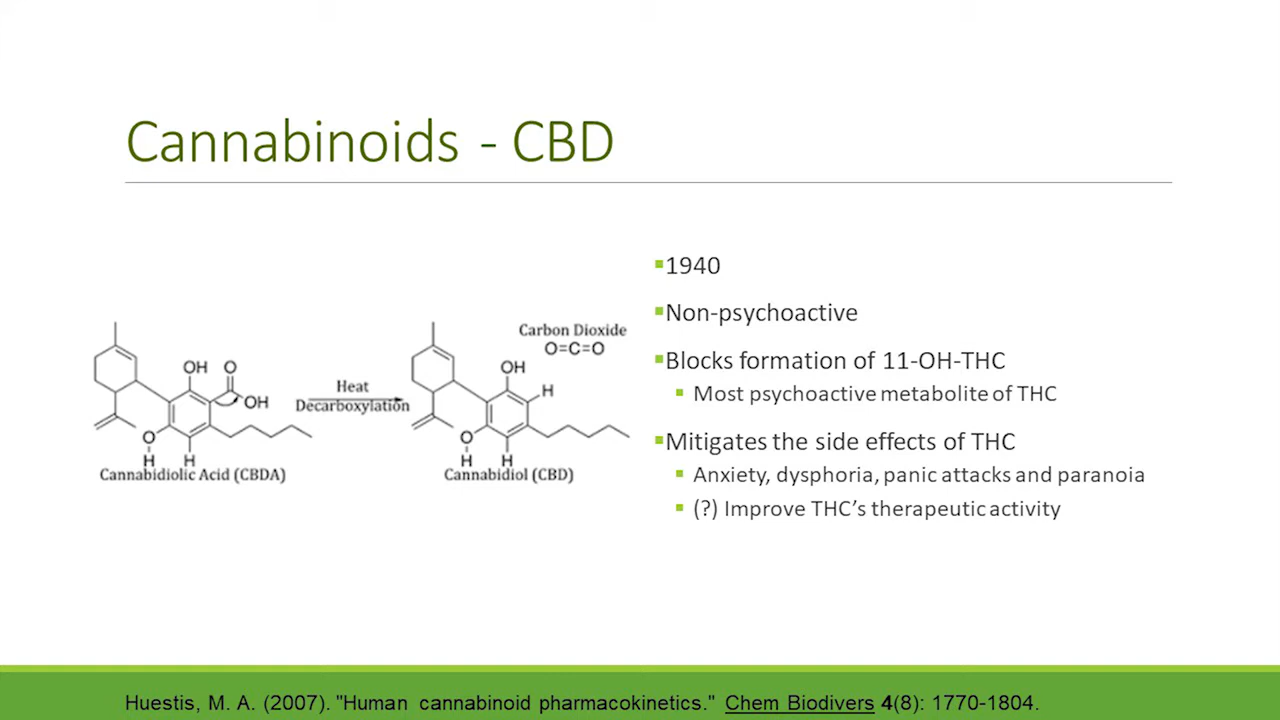 Cannabinoids - CBD
▪1940
▪Non-psychoactive
▪Blocks formation of 11-OH-THC
▪Most psychoactive metabolite of THC
▪Mitigates the side effects of THC
▪Anxiety, dysphoria, panic attacks and paranoia
▪(?) Improve THC's therapeutic activity
OH O
OH
O
H H
Cannabidiolic Acid (CBDA)
Heat
Decarboxylation
Carbon Dioxide
O=C=O
OH
H
O
H H
Cannabidiol (CBD)
Huestis, M. A. (2007). "Human cannabinoid pharmacokinetics." Chem Biodivers 4(8): 1770-1804.